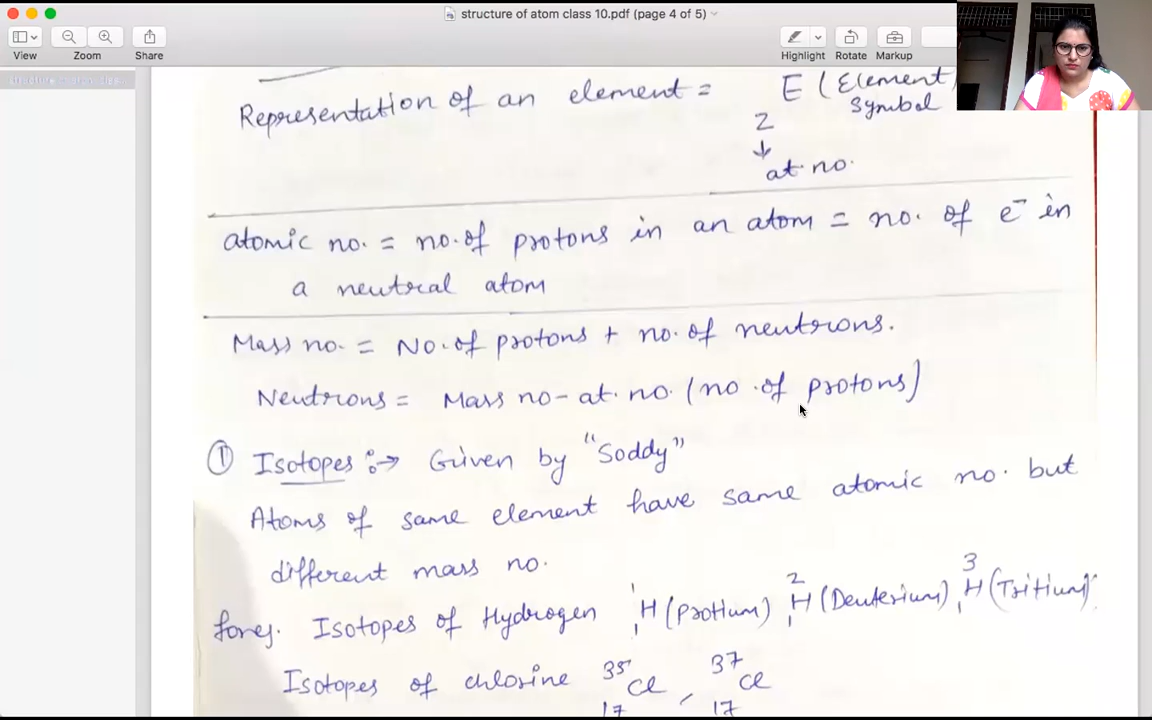 structure of atom class 10.pdf (page 4 of 5)
View Zoom Share Highlight Rotate Markup
Representation of an element = E (Element
Symbol
Z
↓
at no.
atomic no. = no. of protons in an atom = no. of e⁻ in
a neutral atom
Mass no. = No. of protons + no. of neutrons.
Neutrons = Mass no - at. no. (no. of protons)
① Isotopes :→ Given by "Soddy"
Atoms of same element have same atomic no. but
different mass no.
foreg. Isotopes of Hydrogen ¹₁H (Protium) ²₁H (Deuterium) ³₁H (Tritium)
Isotopes of chlorine ³⁵₁₇Cl , ³⁷₁₇Cl